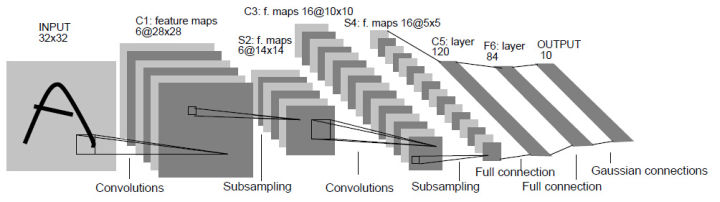 INPUT
32x32
A
C1: feature maps
6@28x28
S2: f. maps
6@14x14
C3: f. maps 16@10x10
S4: f. maps 16@5x5
C5: layer
120
F6: layer
84
OUTPUT
10
Convolutions
Subsampling
Convolutions
Subsampling
Full connection
Full connection
Gaussian connections